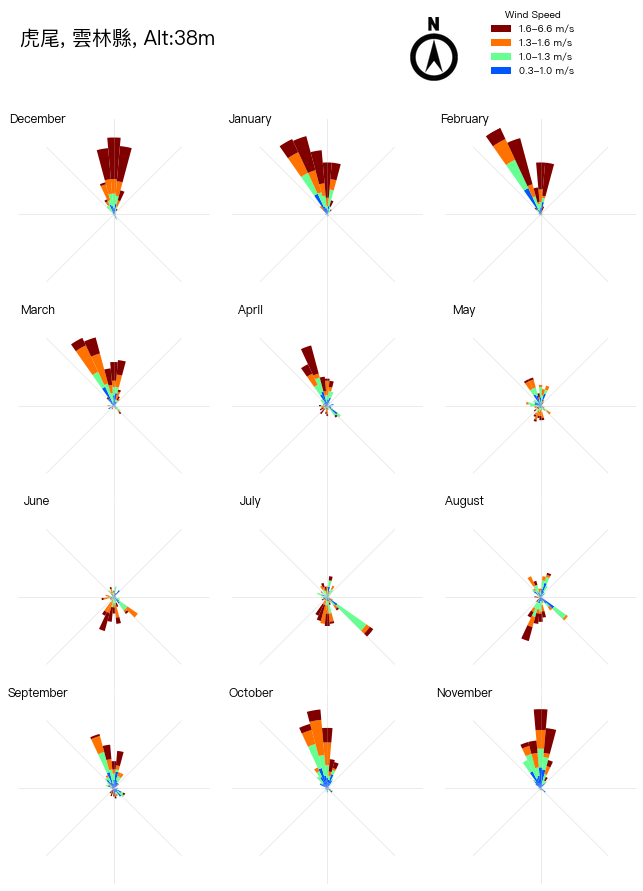 虎尾, 雲林縣, Alt:38m
N
Wind Speed
1.6–6.6 m/s
1.3–1.6 m/s
1.0–1.3 m/s
0.3–1.0 m/s
December
January
February
March
April
May
June
July
August
September
October
November